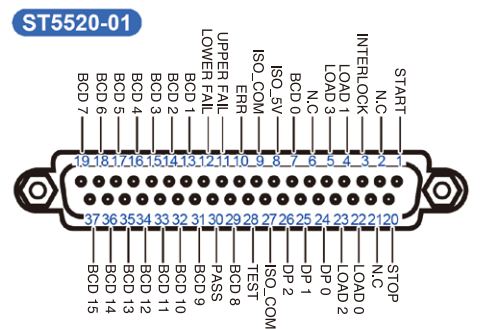 ST5520-01
BCD 7
BCD 6
BCD 5
BCD 4
BCD 3
BCD 2
BCD 1
LOWER FAIL
UPPER FAIL
ERR
ISO_COM
ISO_5V
BCD 0
N.C
LOAD 3
LOAD 1
INTERLOCK
N.C
START
19 18 17 16 15 14 13 12 11 10 9 8 7 6 5 4 3 2 1
37 36 35 34 33 32 31 30 29 28 27 26 25 24 23 22 21 20
BCD 15
BCD 14
BCD 13
BCD 12
BCD 11
BCD 10
BCD 9
PASS
BCD 8
TEST
ISO_COM
DP 2
DP 1
DP 0
LOAD 2
LOAD 0
N.C
STOP